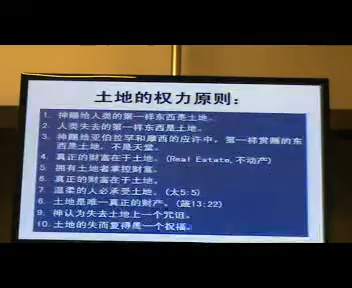 土地的权力原则:
1. 神赐给人类的第一样东西是土地。
2. 人类失去的第一样东西是土地。
3. 神赐给亚伯拉罕和摩西的应许中，第一样赏赐的东
西是土地，不是天堂。
4. 真正的财富在于土地。(Real Estate,不动产)
5. 拥有土地者掌控财富。
6. 真正的财富在于土地。
7. 温柔的人必承受土地。(太5:5)
8. 土地是唯一真正的财产。(箴13:22)
9. 神认为失去土地上一个咒诅。
10. 土地的失而复得是一个祝福。